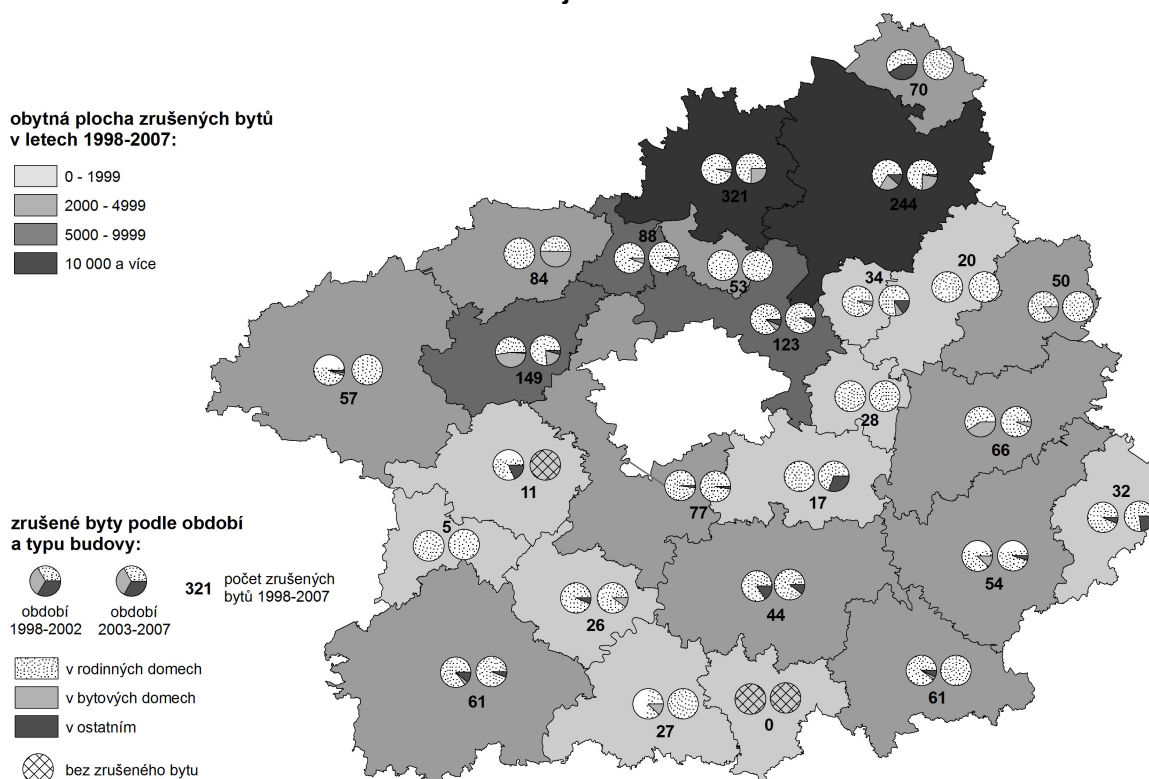 obytná plocha zrušených bytů
v letech 1998-2007:
0 - 1999
2000 - 4999
5000 - 9999
10 000 a více
zrušené byty podle období
a typu budovy:
období
1998-2002
období
2003-2007
321
počet zrušených
bytů 1998-2007
v rodinných domech
v bytových domech
v ostatním
bez zrušeného bytu
70
321
244
88
84
53
34
20
50
123
149
57
28
66
11
77
17
32
5
54
26
44
61
61
27
0